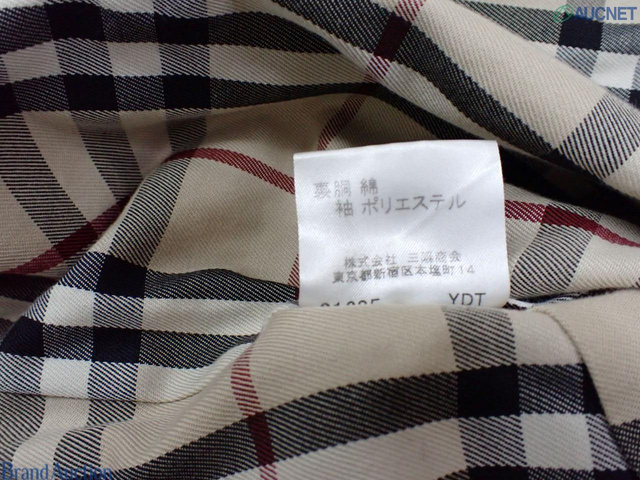 AUCNET
裏胴 綿
袖 ポリエステル
株式会社 三陽商会
東京都新宿区本塩町14
YDT
Brand Auction